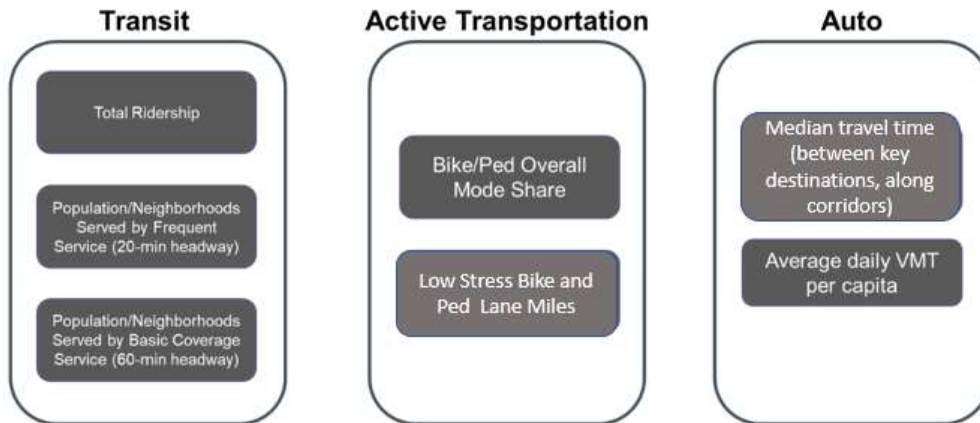 Transit
Total Ridership
Population/Neighborhoods
Served by Frequent
Service (20-min headway)
Population/Neighborhoods
Served by Basic Coverage
Service (60-min headway)
Active Transportation
Bike/Ped Overall
Mode Share
Low Stress Bike and
Ped Lane Miles
Auto
Median travel time
(between key
destinations, along
corridors)
Average daily VMT
per capita